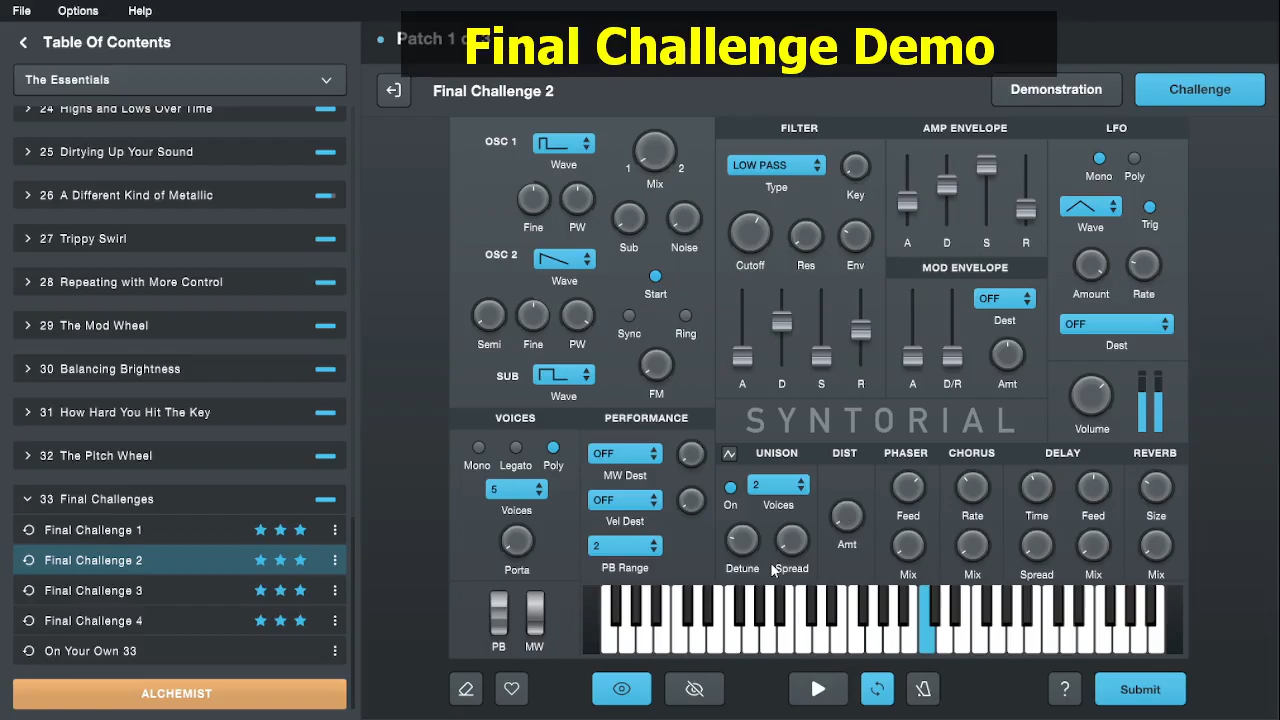 File Options Help
Table Of Contents
The Essentials
24 Highs and Lows Over Time
25 Dirtying Up Your Sound
26 A Different Kind of Metallic
27 Trippy Swirl
28 Repeating with More Control
29 The Mod Wheel
30 Balancing Brightness
31 How Hard You Hit The Key
32 The Pitch Wheel
33 Final Challenges
Final Challenge 1
Final Challenge 2
Final Challenge 3
Final Challenge 4
On Your Own 33
ALCHEMIST
Patch 1 of 3
Final Challenge Demo
Final Challenge 2
Demonstration
Challenge
OSC 1
Wave
1 2
Mix
Fine PW
Sub Noise
OSC 2
Wave
Start
Semi Fine PW
Sync Ring
SUB
Wave
FM
FILTER
LOW PASS
Type
Key
Cutoff Res Env
A D S R
AMP ENVELOPE
A D S R
MOD ENVELOPE
OFF
Dest
A D/R Amt
LFO
Mono Poly
Wave
Trig
Amount Rate
OFF
Dest
Volume
SYNTORIAL
VOICES
Mono Legato Poly
5
Voices
Porta
PERFORMANCE
OFF
MW Dest
OFF
Vel Dest
2
PB Range
UNISON
2
On Voices
Detune Spread
DIST
Amt
PHASER
Feed
Mix
CHORUS
Rate
Mix
DELAY
Time Feed
Spread Mix
REVERB
Size
Mix
PB MW
?
Submit